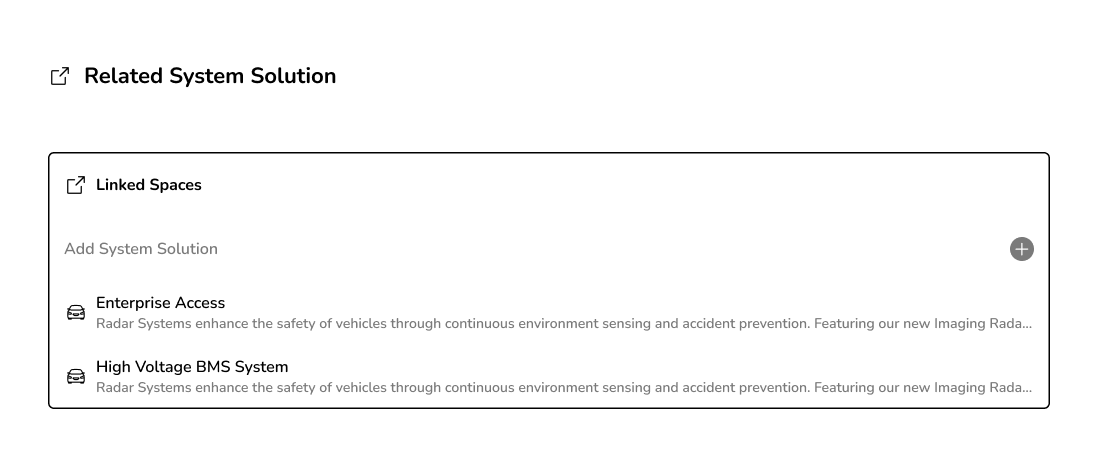 Related System Solution
Linked Spaces
Add System Solution
Enterprise Access
Radar Systems enhance the safety of vehicles through continuous environment sensing and accident prevention. Featuring our new Imaging Rada...
High Voltage BMS System
Radar Systems enhance the safety of vehicles through continuous environment sensing and accident prevention. Featuring our new Imaging Rada...